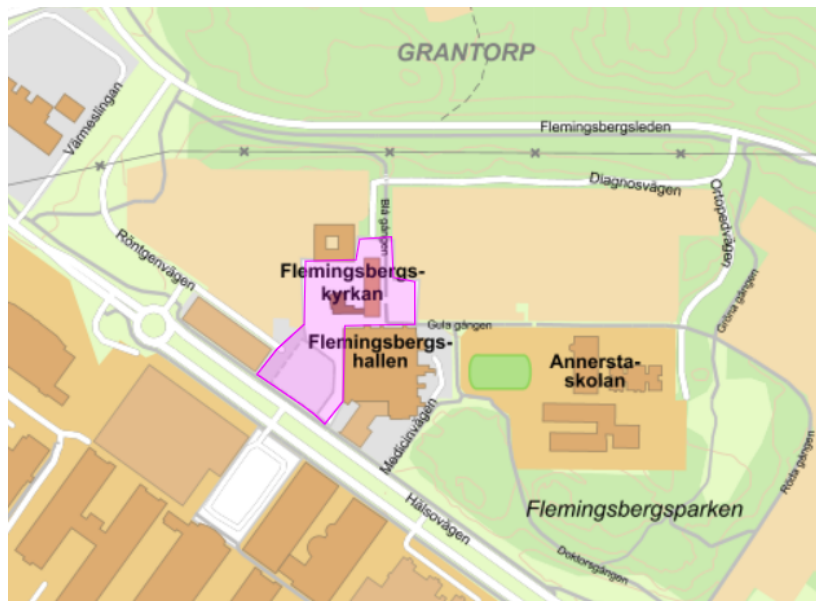 GRANTORP
Värmeslingan
Flemingsbergsleden
Diagnosvägen
Ortopedvägen
Blå gången
Röntgenvägen
Flemingsbergs-
kyrkan
Gröna gången
Gula gången
Flemingsbergs-
hallen
Annersta-
skolan
Medicinvägen
Röda gången
Hälsovägen
Flemingsbergsparken
Doktorsgången